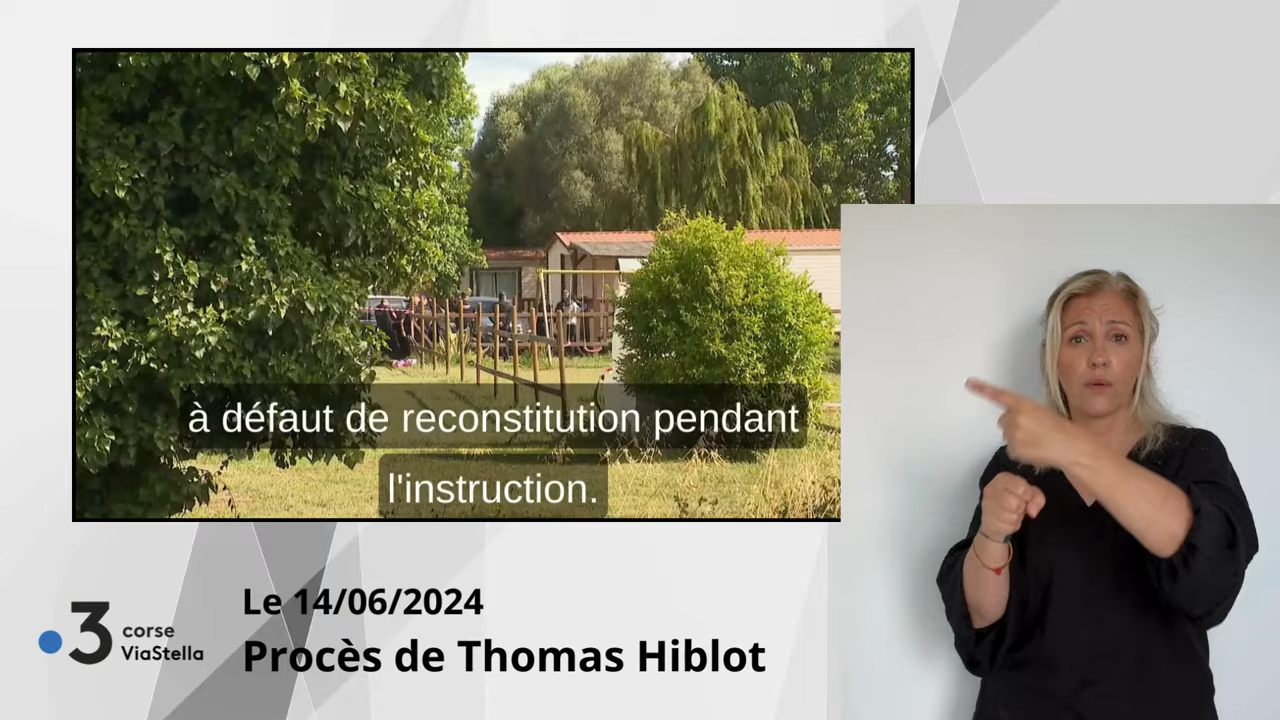 à défaut de reconstitution pendant
l'instruction.
Le 14/06/2024
Procès de Thomas Hiblot
3 corse
ViaStella